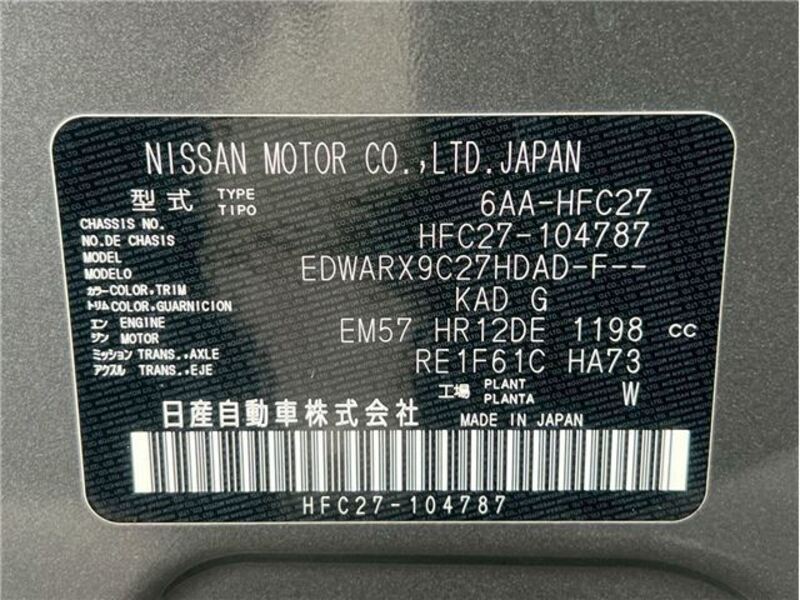 NISSAN MOTOR CO.,LTD.JAPAN
型式 TYPE TIPO 6AA-HFC27
CHASSIS NO. NO.DE CHASIS HFC27-104787
MODEL MODELO EDWARX9C27HDAD-F--
カラー COLOR,TRIM トリム COLOR,GUARNICION KAD G
エンジン ENGINE MOTOR EM57 HR12DE 1198 cc
ミッション TRANS.,AXLE アクスル TRANS.,EJE RE1F61C HA73
工場 PLANT PLANTA W
日産自動車株式会社 MADE IN JAPAN
HFC27-104787